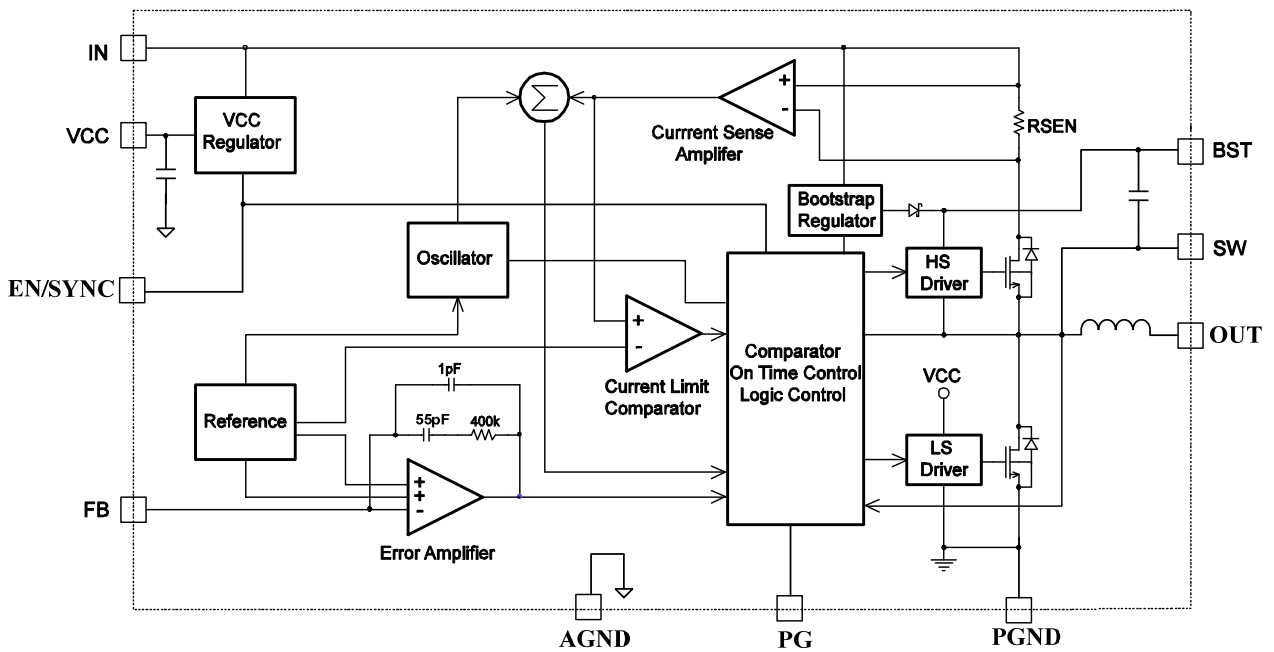 IN
VCC
VCC
Regulator
Σ
+
-
Currrent Sense
Amplifer
RSEN
BST
Bootstrap
Regulator
SW
EN/SYNC
Oscillator
HS
Driver
+
-
Current Limit
Comparator
Comparator
On Time Control
Logic Control
OUT
1pF
VCC
55pF
400k
Reference
LS
Driver
+
+
-
FB
Error Amplifier
AGND
PG
PGND